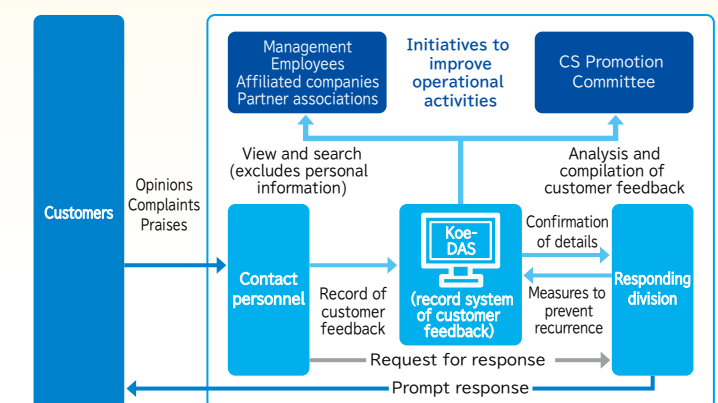 Management
Employees
Affiliated companies
Partner associations
Initiatives to
improve
operational
activities
CS Promotion
Committee
View and search
(excludes personal
information)
Analysis and
compilation of
customer feedback
Customers
Opinions
Complaints
Praises
Contact
personnel
Record of
customer
feedback
Koe-
DAS
(record system
of customer
feedback)
Confirmation
of details
Measures to
prevent
recurrence
Responding
division
Request for response
Prompt response